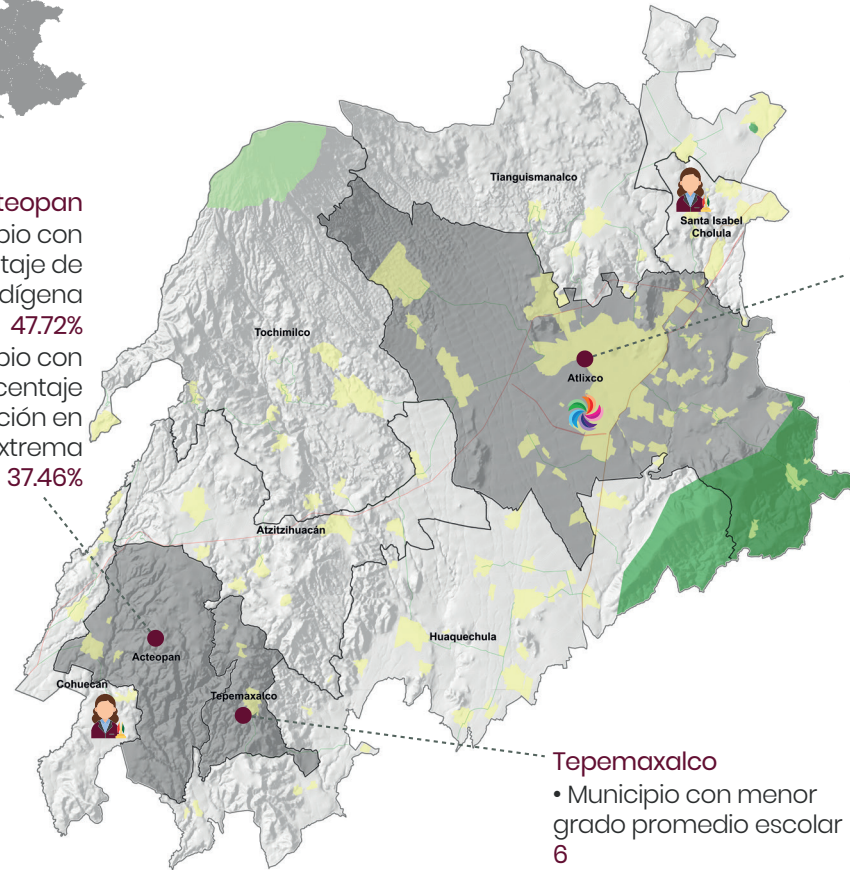 teopan
pio con
taje de
dígena
47.72%
pio con
centaje
ción en
xtrema
37.46%
Tianguismanalco
Santa Isabel
Cholula
Tochimilco
Atlixco
Atzitzihuacán
Huaquechula
Acteopan
Cohuecan
Tepemaxalco
Tepemaxalco
• Municipio con menor
grado promedio escolar
6